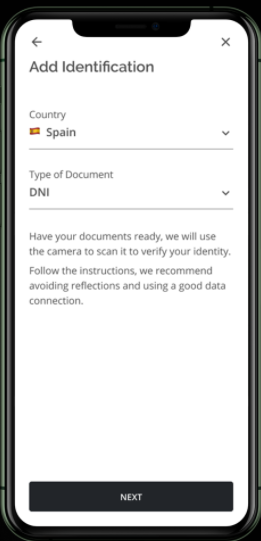 Add Identification
Country
Spain
Type of Document
DNI
Have your documents ready, we will use
the camera to scan it to verify your identity.
Follow the instructions, we recommend
avoiding reflections and using a good data
connection.
NEXT